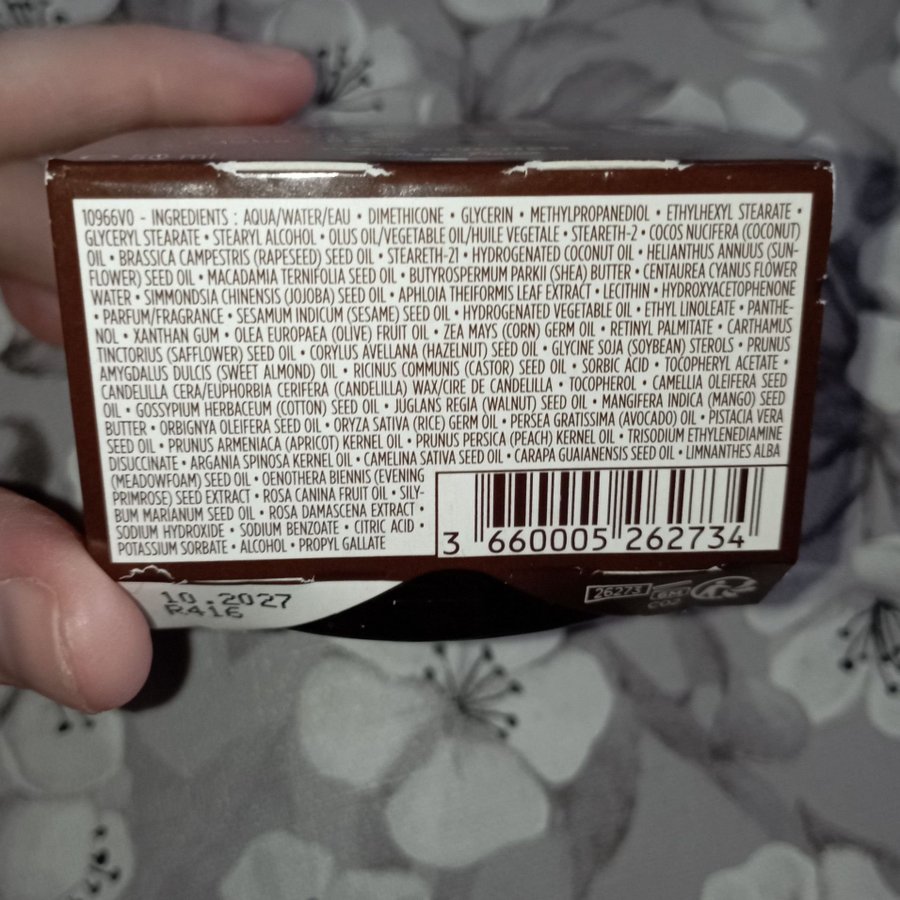 10966V0 - INGREDIENTS : AQUA/WATER/EAU • DIMETHICONE • GLYCERIN • METHYLPROPANEDIOL • ETHYLHEXYL STEARATE •
GLYCERYL STEARATE • STEARYL ALCOHOL • OLUS OIL/VEGETABLE OIL/HUILE VEGETALE • STEARETH-2 • COCOS NUCIFERA (COCONUT)
OIL • BRASSICA CAMPESTRIS (RAPESEED) SEED OIL • STEARETH-21 • HYDROGENATED COCONUT OIL • HELIANTHUS ANNUUS (SUN-
FLOWER) SEED OIL • MACADAMIA TERNIFOLIA SEED OIL • BUTYROSPERMUM PARKII (SHEA) BUTTER • CENTAUREA CYANUS FLOWER
WATER • SIMMONDSIA CHINENSIS (JOJOBA) SEED OIL • APHLOIA THEIFORMIS LEAF EXTRACT • LECITHIN • HYDROXYACETOPHENONE
• PARFUM/FRAGRANCE • SESAMUM INDICUM (SESAME) SEED OIL • HYDROGENATED VEGETABLE OIL • ETHYL LINOLEATE • PANTHE-
NOL • XANTHAN GUM • OLEA EUROPAEA (OLIVE) FRUIT OIL • ZEA MAYS (CORN) GERM OIL • RETINYL PALMITATE • CARTHAMUS
TINCTORIUS (SAFFLOWER) SEED OIL • CORYLUS AVELLANA (HAZELNUT) SEED OIL • GLYCINE SOJA (SOYBEAN) STEROLS • PRUNUS
AMYGDALUS DULCIS (SWEET ALMOND) OIL • RICINUS COMMUNIS (CASTOR) SEED OIL • SORBIC ACID • TOCOPHERYL ACETATE •
CANDELILLA CERA/EUPHORBIA CERIFERA (CANDELILLA) WAX/CIRE DE CANDELILLA • TOCOPHEROL • CAMELLIA OLEIFERA SEED
OIL • GOSSYPIUM HERBACEUM (COTTON) SEED OIL • JUGLANS REGIA (WALNUT) SEED OIL • MANGIFERA INDICA (MANGO) SEED
BUTTER • ORBIGNYA OLEIFERA SEED OIL • ORYZA SATIVA (RICE) GERM OIL • PERSEA GRATISSIMA (AVOCADO) OIL • PISTACIA VERA
SEED OIL • PRUNUS ARMENIACA (APRICOT) KERNEL OIL • PRUNUS PERSICA (PEACH) KERNEL OIL • TRISODIUM ETHYLENEDIAMINE
DISUCCINATE • ARGANIA SPINOSA KERNEL OIL • CAMELINA SATIVA SEED OIL • CARAPA GUAIANENSIS SEED OIL • LIMNANTHES ALBA
(MEADOWFOAM) SEED OIL • OENOTHERA BIENNIS (EVENING
PRIMROSE) SEED EXTRACT • ROSA CANINA FRUIT OIL • SILY-
BUM MARIANUM SEED OIL • ROSA DAMASCENA EXTRACT •
SODIUM HYDROXIDE • SODIUM BENZOATE • CITRIC ACID •
POTASSIUM SORBATE • ALCOHOL • PROPYL GALLATE
3 660005 262734
10.2027
R416
26273
6M
C02